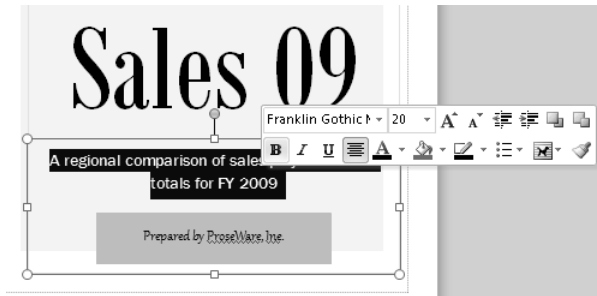 Sales 09
Franklin Gothic M
20
A regional comparison of sales
totals for FY 2009
Prepared by ProseWare, Inc.
B I U A